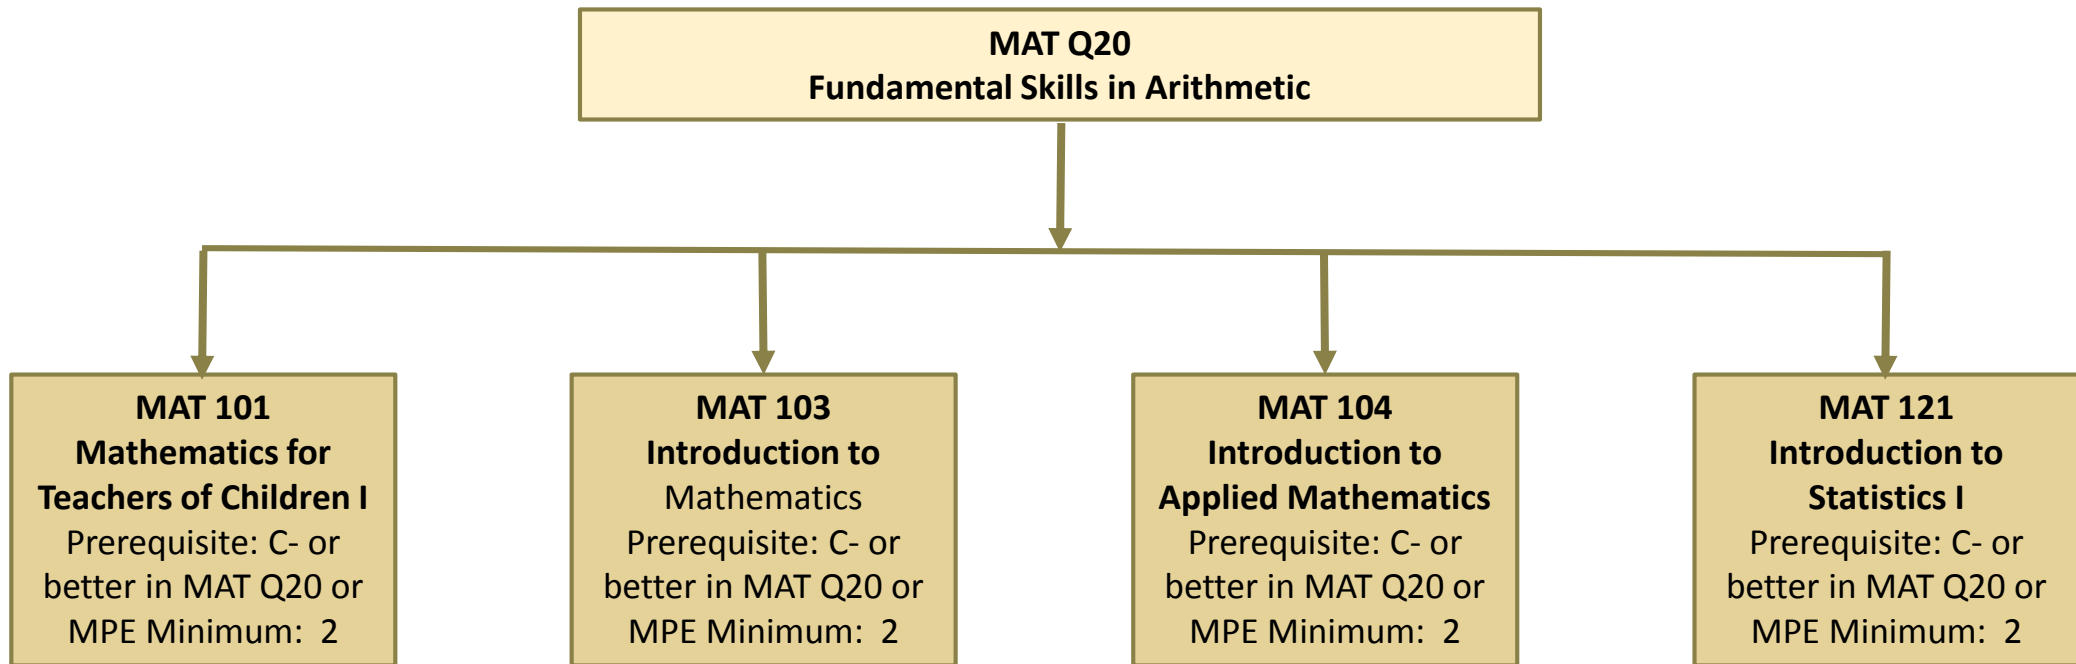 MAT Q20
Fundamental Skills in Arithmetic
MAT 101
Mathematics for
Teachers of Children I
Prerequisite: C- or
better in MAT Q20 or
MPE Minimum:  2
MAT 103
Introduction to
Mathematics
Prerequisite: C- or
better in MAT Q20 or
MPE Minimum:  2
MAT 104
Introduction to
Applied Mathematics
Prerequisite: C- or
better in MAT Q20 or
MPE Minimum:  2
MAT 121
Introduction to
Statistics I
Prerequisite: C- or
better in MAT Q20 or
MPE Minimum:  2